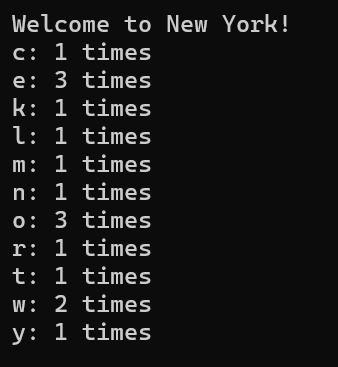 Welcome to New York!
c: 1 times
e: 3 times
k: 1 times
l: 1 times
m: 1 times
n: 1 times
o: 3 times
r: 1 times
t: 1 times
w: 2 times
y: 1 times